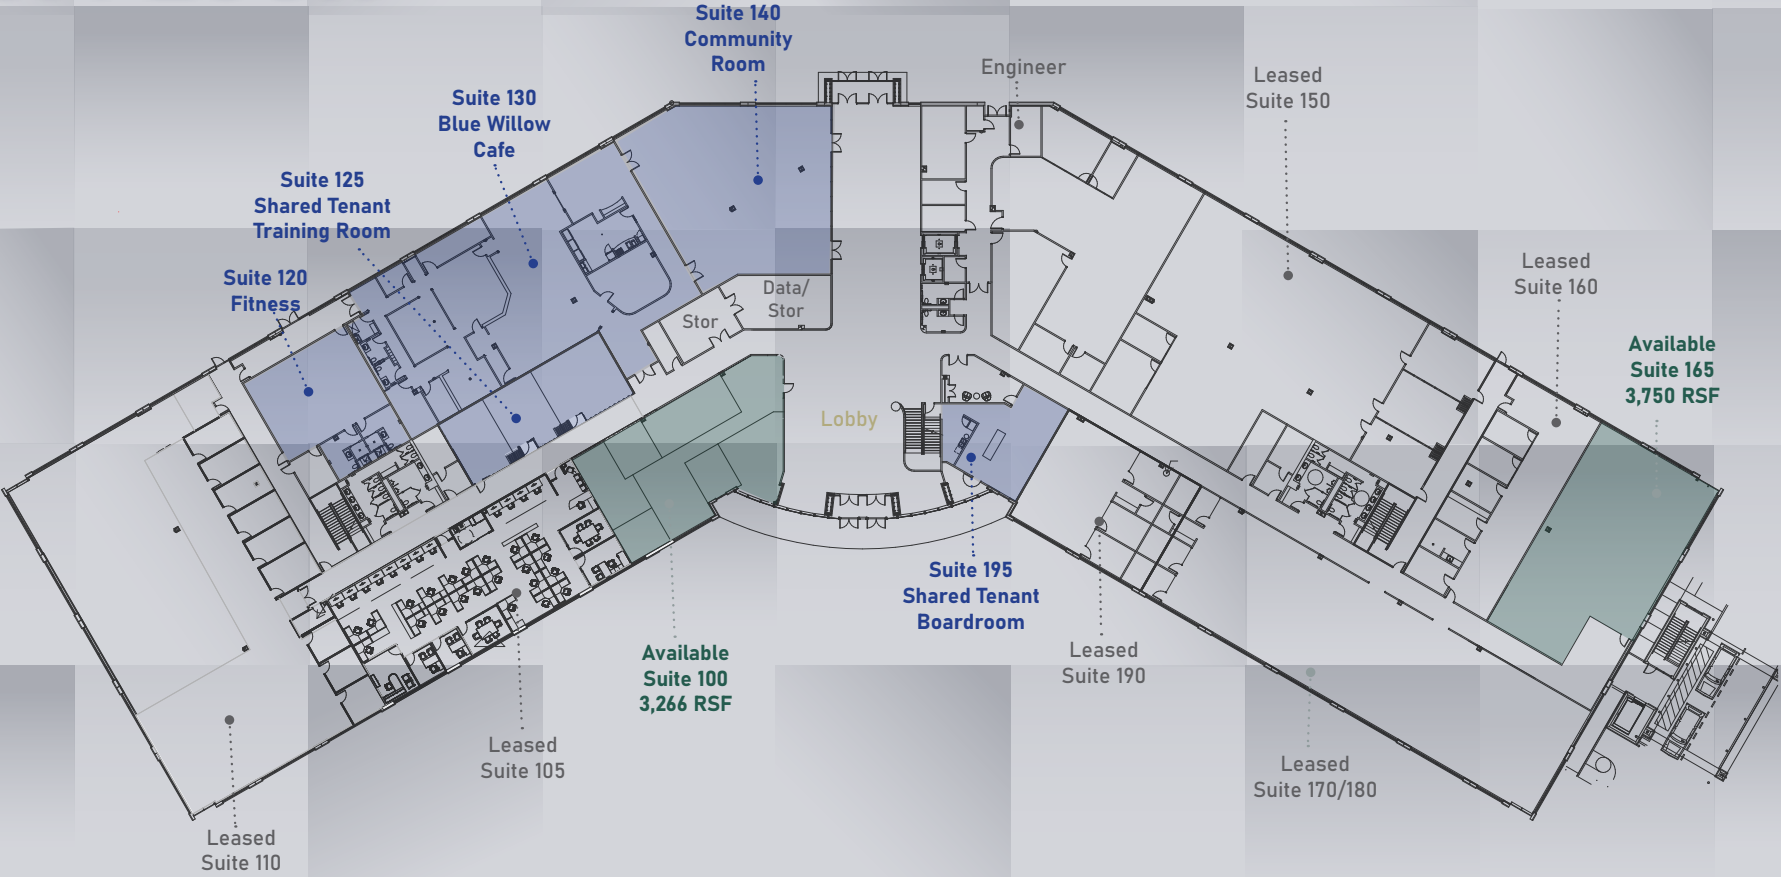 Suite 140
Community
Room
Engineer
Leased
Suite 150
Suite 130
Blue Willow
Cafe
Suite 125
Shared Tenant
Training Room
Suite 120
Fitness
Data/
Stor
Stor
Leased
Suite 160
Available
Suite 165
3,750 RSF
Lobby
Suite 195
Shared Tenant
Boardroom
Leased
Suite 190
Available
Suite 100
3,266 RSF
Leased
Suite 105
Leased
Suite 170/180
Leased
Suite 110